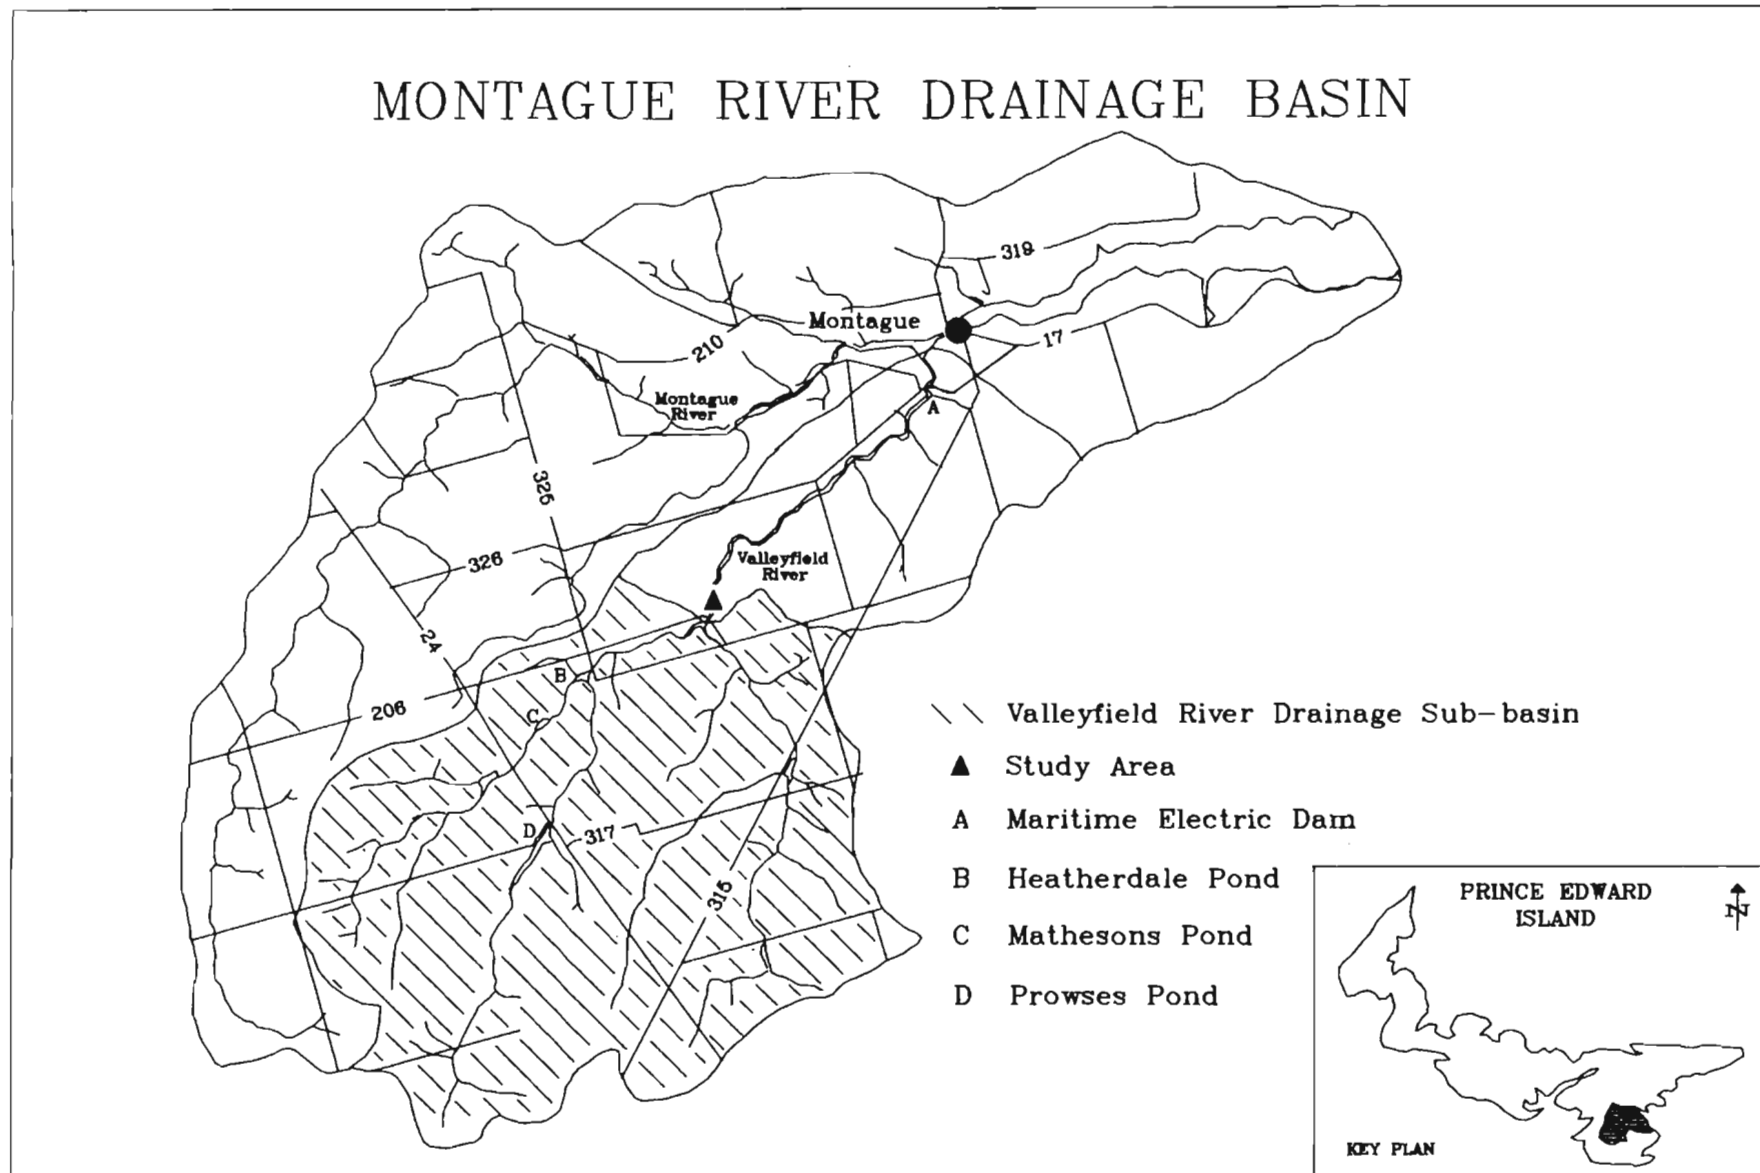 MONTAGUE RIVER DRAINAGE BASIN
319
Montague
17
210
Montague
River
A
325
326
Valleyfield
River
24
B
206
C
D
317
315
Valleyfield River Drainage Sub-basin
Study Area
A Maritime Electric Dam
B Heatherdale Pond
C Mathesons Pond
D Prowses Pond
PRINCE EDWARD
ISLAND
N
KEY PLAN